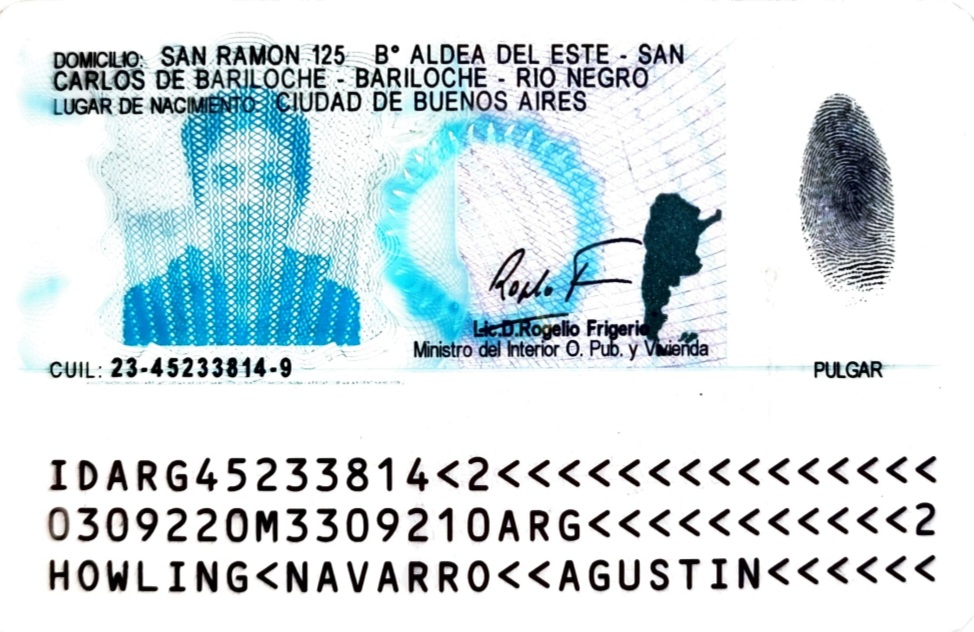 DOMICILIO: SAN RAMON 125 B° ALDEA DEL ESTE - SAN
CARLOS DE BARILOCHE - BARILOCHE - RIO NEGRO
LUGAR DE NACIMIENTO: CIUDAD DE BUENOS AIRES
Lic.D.Rogelio Frigerio
Ministro del Interior O. Pub. y Vivienda
CUIL: 23-45233814-9
PULGAR
IDARG45233814<2<<<<<<<<<<<<<<<
0309220M3309210ARG<<<<<<<<<<<2
HOWLING<NAVARRO<<AGUSTIN<<<<<<